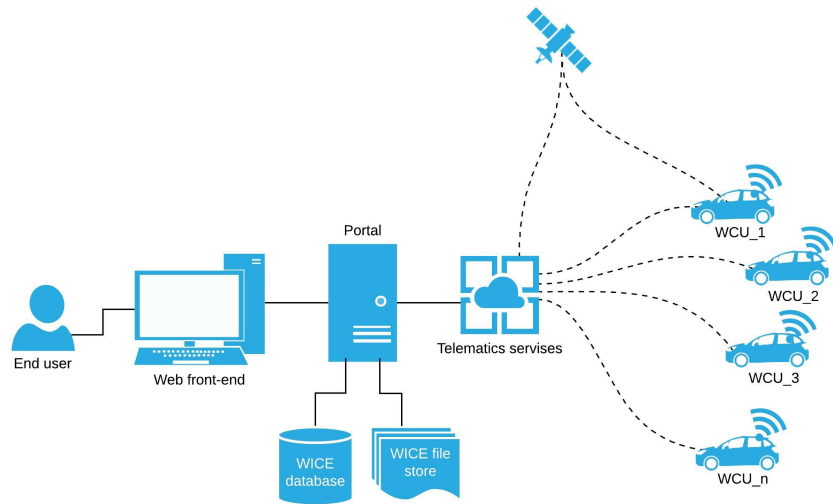 Portal
WCU_1
WCU_2
End user
Web front-end
Telematics servises
WCU_3
WICE
database
WICE file
store
WCU_n